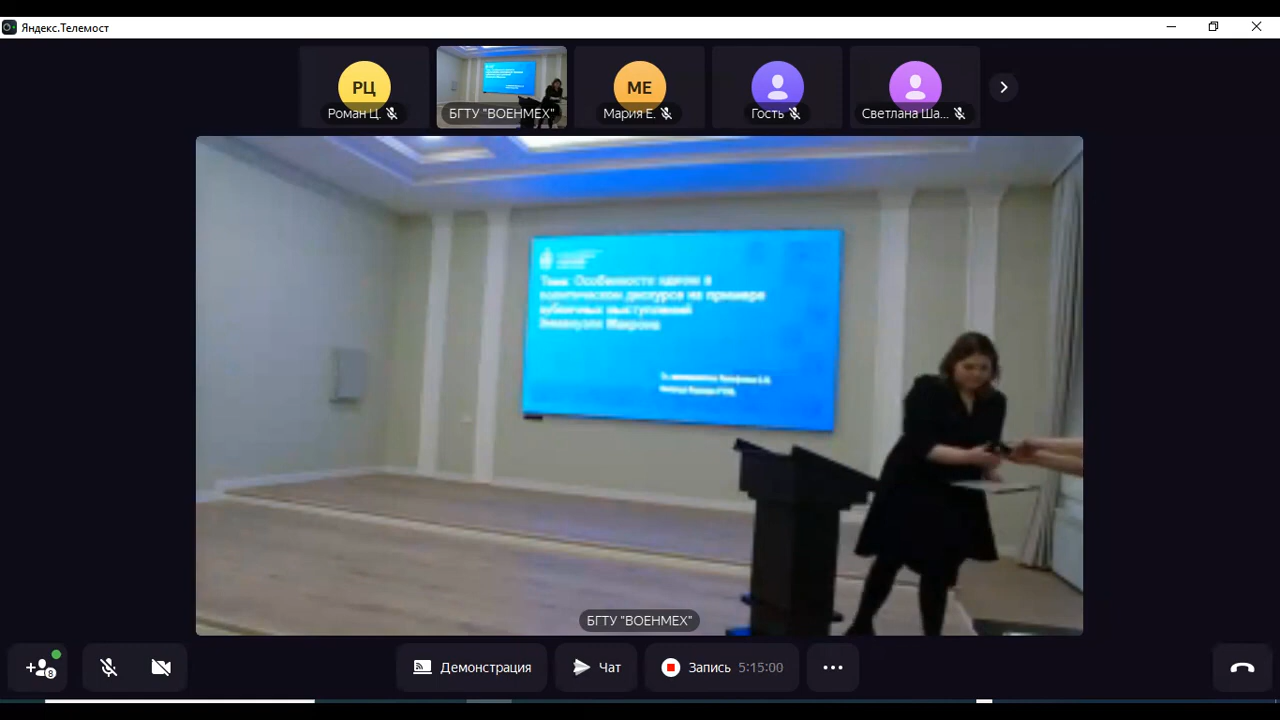 Яндекс.Телемост
РЦ
МЕ
Роман Ц.
БГТУ "ВОЕНМЕХ"
Мария Е.
Гость
Светлана Ша...
Тема: Особенности идиом в
политическом дискурсе на примере
публичных выступлений
Эммануэля Макрона
БГТУ "ВОЕНМЕХ"
8
Демонстрация
Чат
Запись 5:15:00